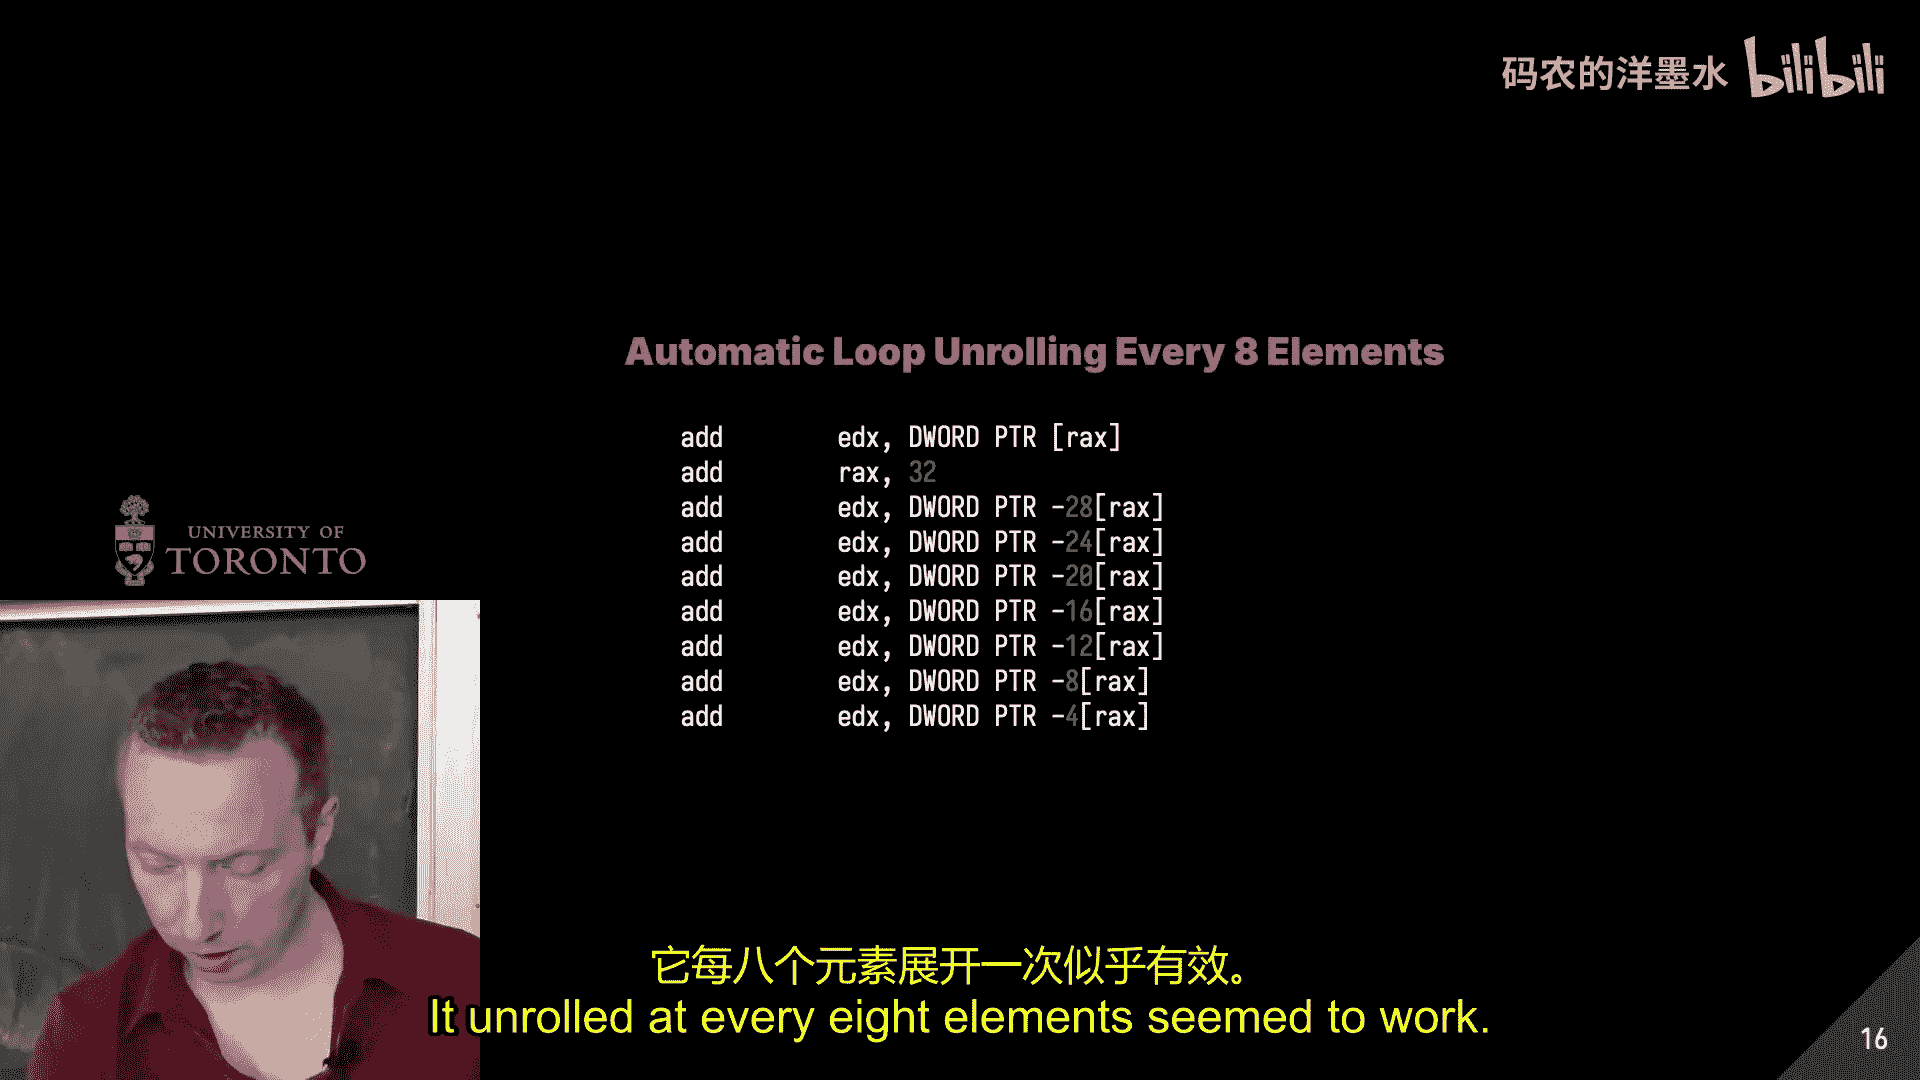 码农的洋墨水 bilibili
Automatic Loop Unrolling Every 8 Elements
add edx, DWORD PTR [rax]
add rax, 32
add edx, DWORD PTR -28[rax]
add edx, DWORD PTR -24[rax]
add edx, DWORD PTR -20[rax]
add edx, DWORD PTR -16[rax]
add edx, DWORD PTR -12[rax]
add edx, DWORD PTR -8[rax]
add edx, DWORD PTR -4[rax]
UNIVERSITY OF
TORONTO
它每八个元素展开一次似乎有效。
It unrolled at every eight elements seemed to work.
16